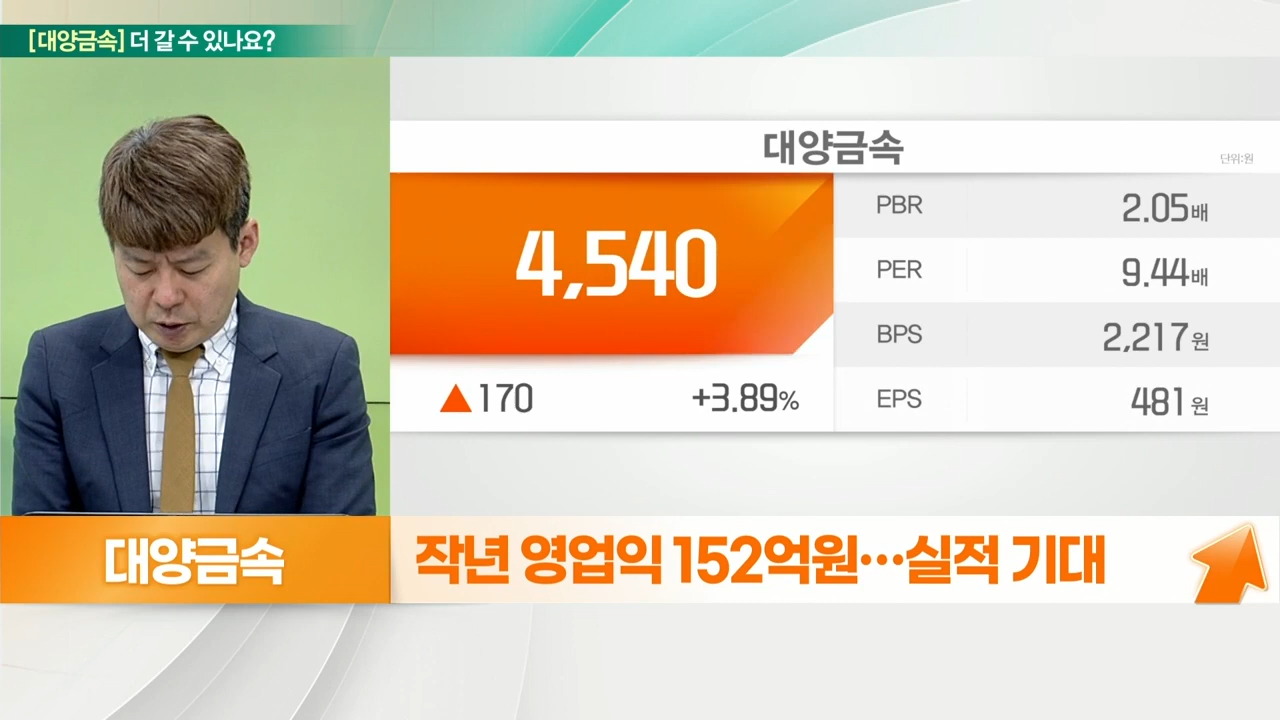 [대양금속] 더 갈 수 있나요?
대양금속
단위:원
4,540
▲170 +3.89%
PBR 2.05배
PER 9.44배
BPS 2,217원
EPS 481원
대양금속
작년 영업익 152억원…실적 기대